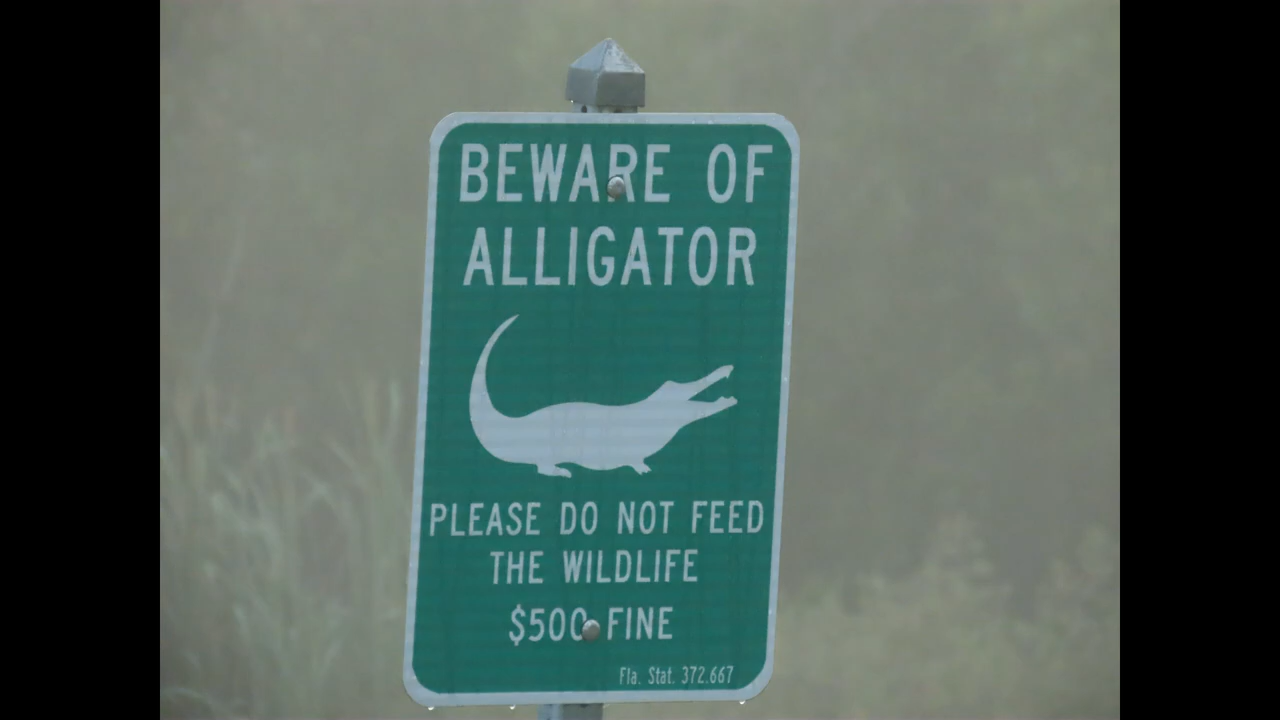 BEWARE OF
ALLIGATOR
PLEASE DO NOT FEED
THE WILDLIFE
$500 FINE
Fla. Stat. 372.667